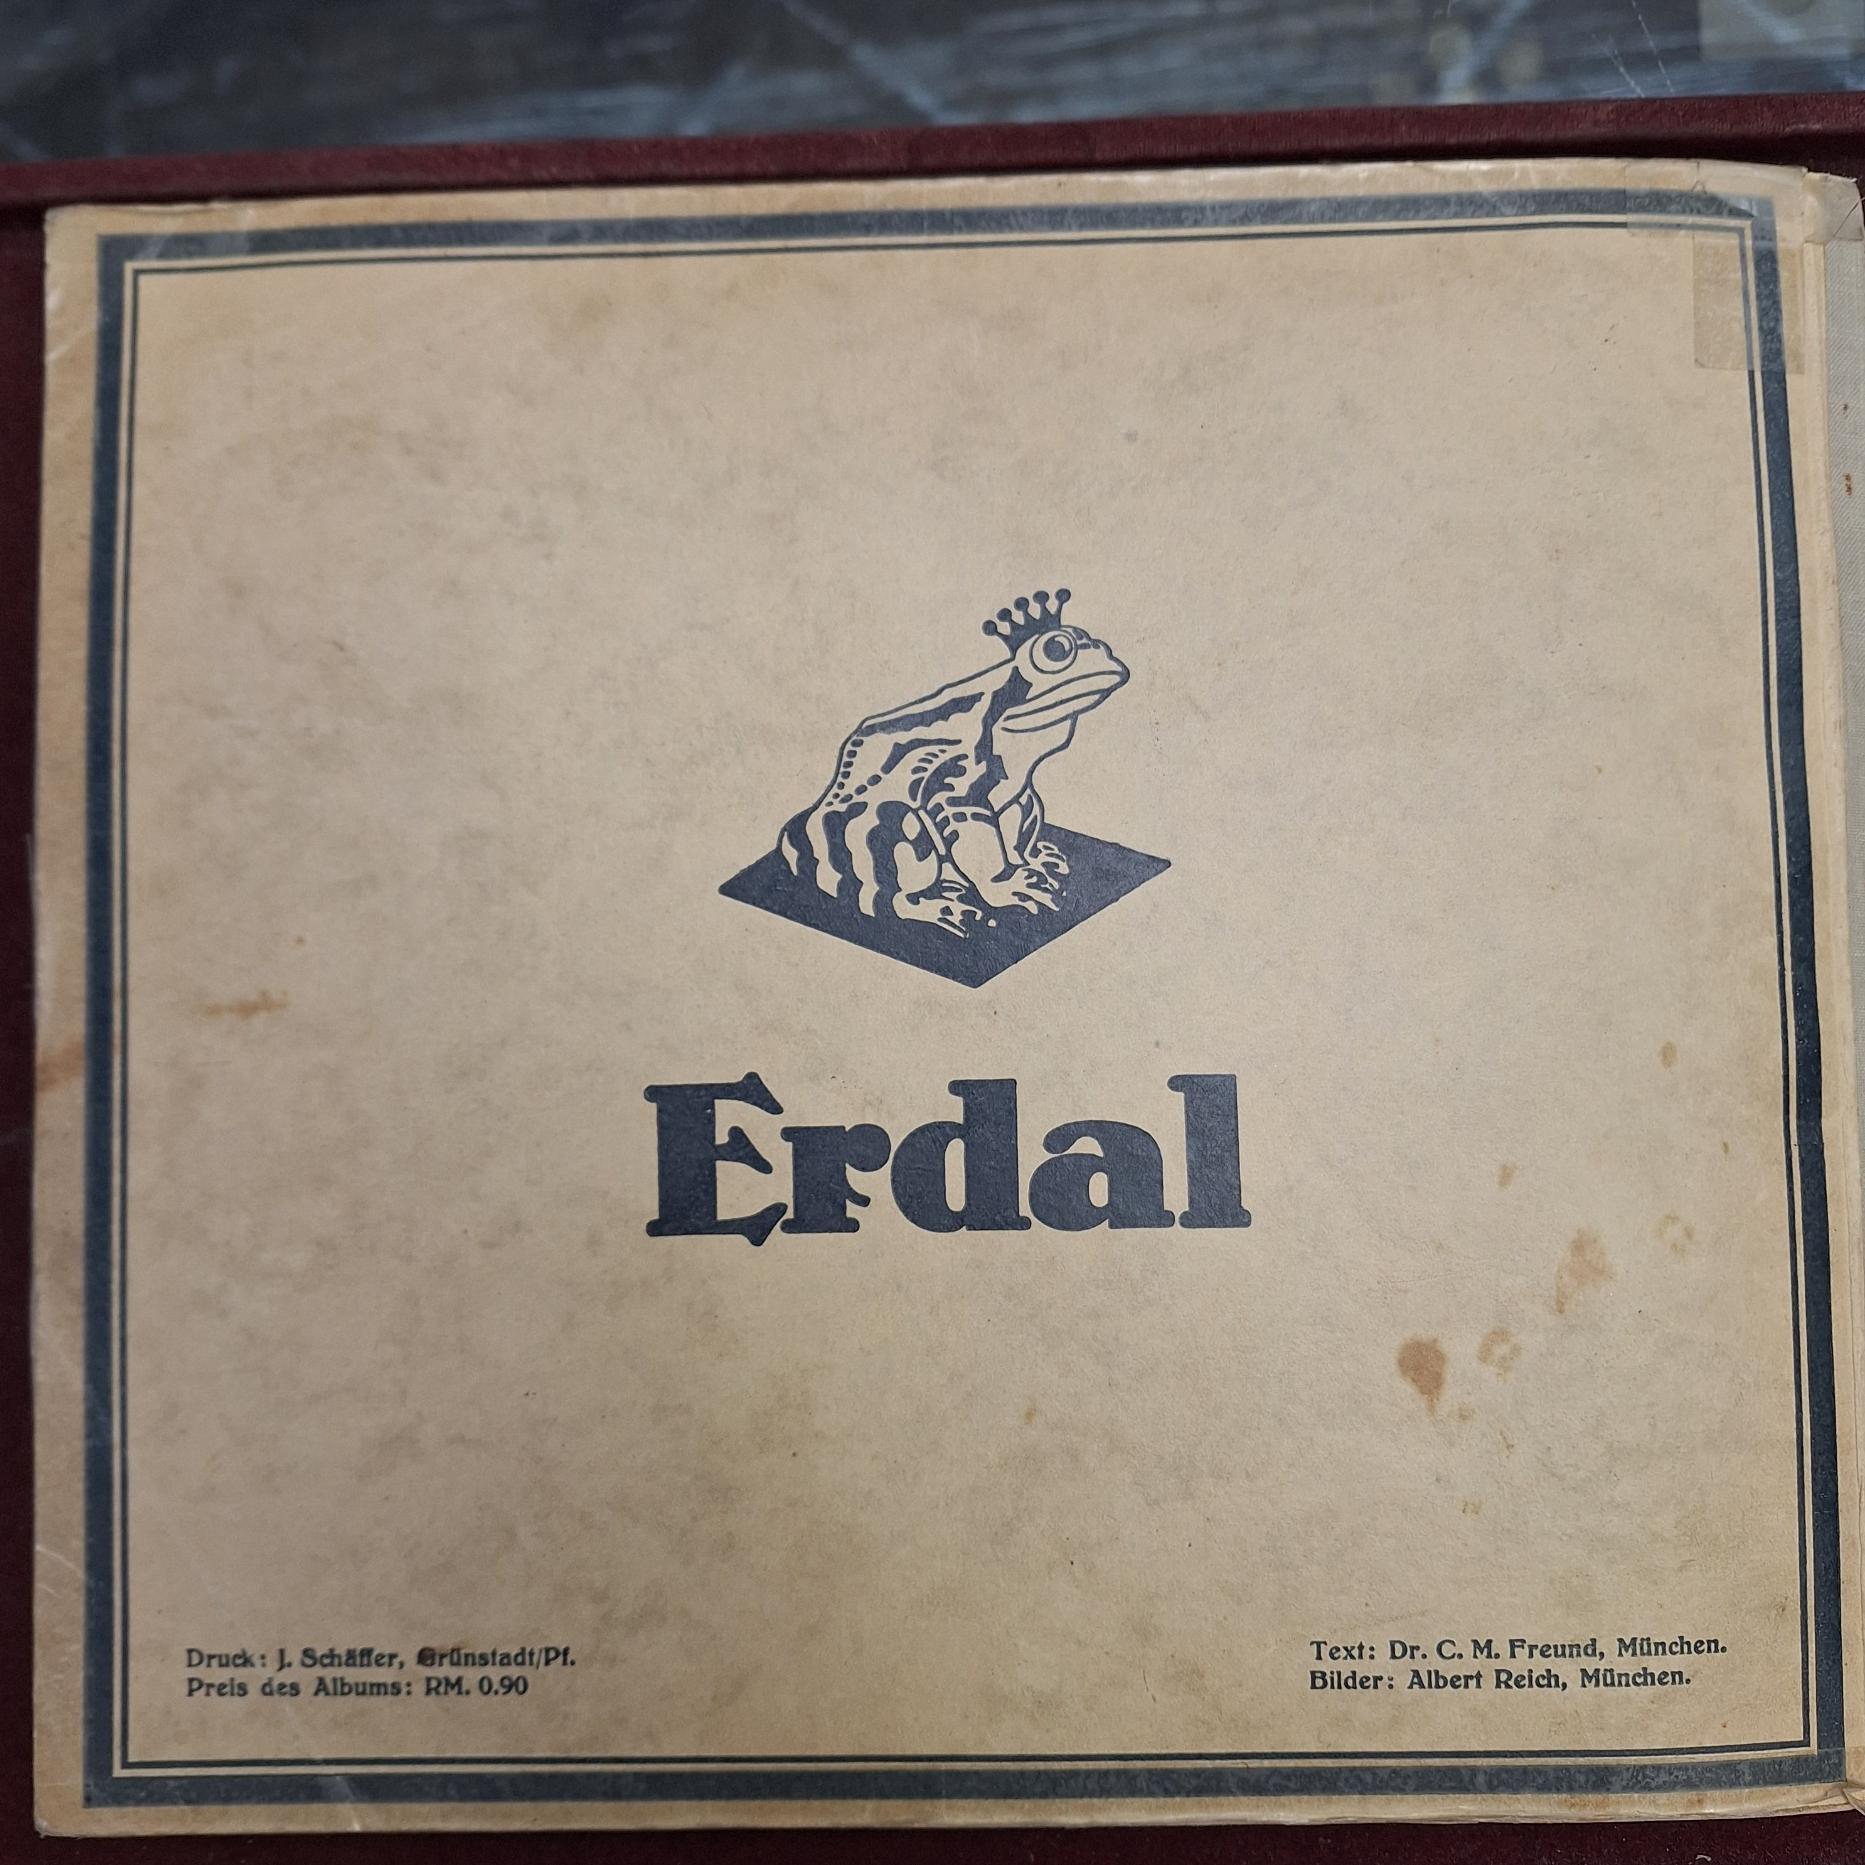 Erdal
Druck: J. Schäffer, Grünstadt/Pf.
Preis des Albums: RM. 0.90
Text: Dr. C. M. Freund, München.
Bilder: Albert Reich, München.